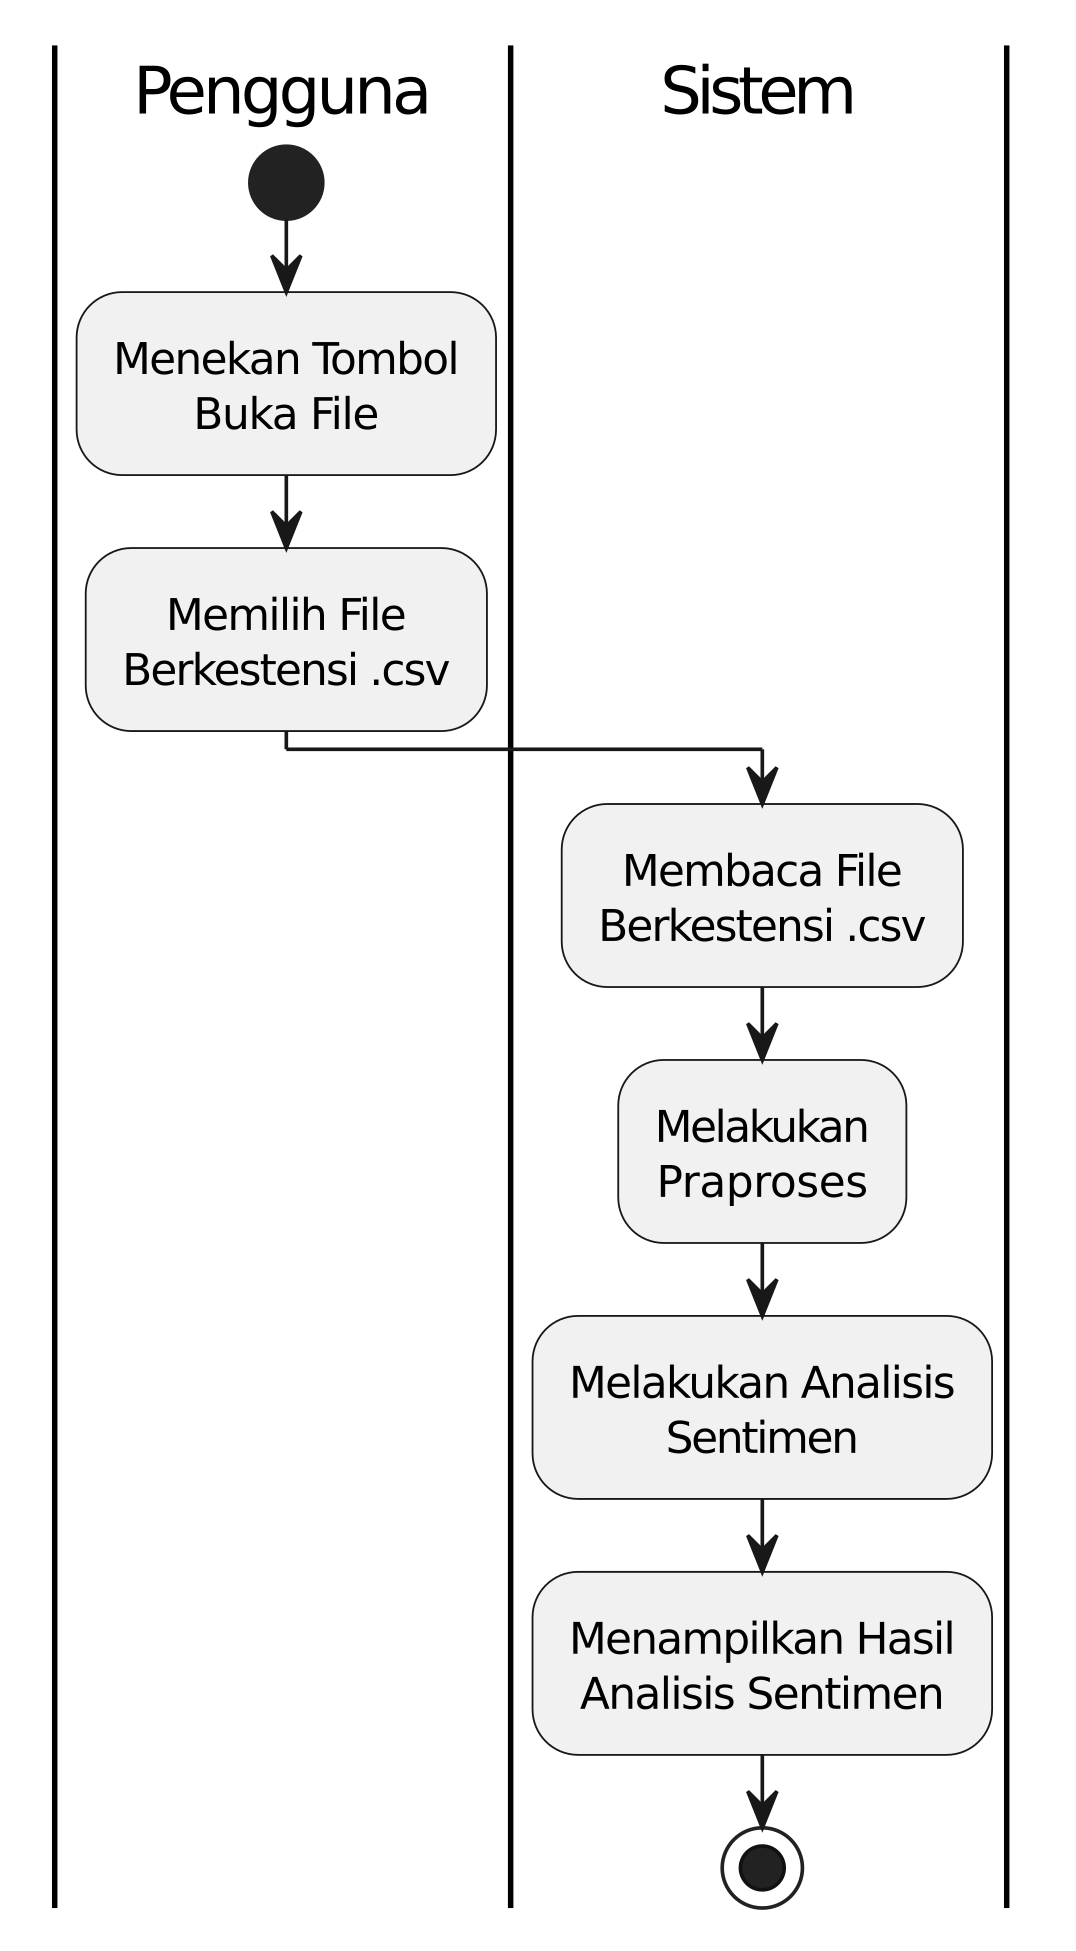 Pengguna
Sistem
Menekan Tombol
Buka File
Memilih File
Berkestensi .csv
Membaca File
Berkestensi .csv
Melakukan
Praproses
Melakukan Analisis
Sentimen
Menampilkan Hasil
Analisis Sentimen